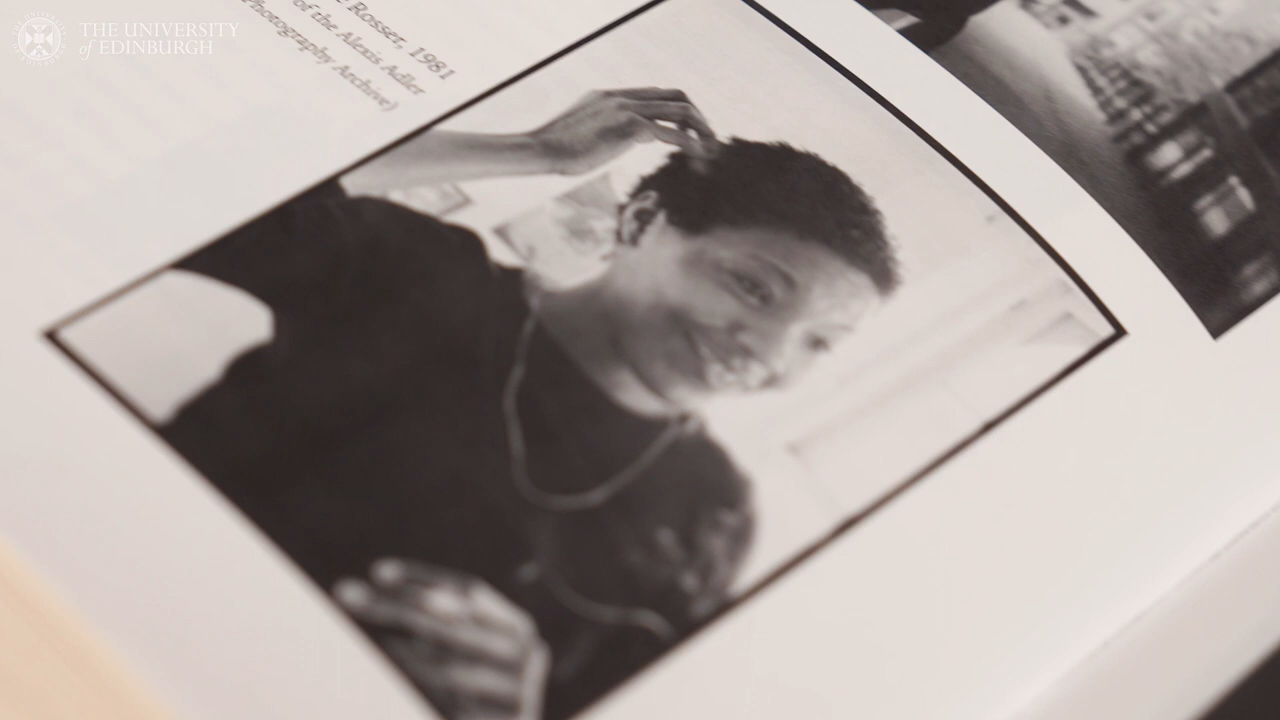 THE UNIVERSITY
of EDINBURGH
Rosser, 1981
of the Alexis Adler
Photography Archive)